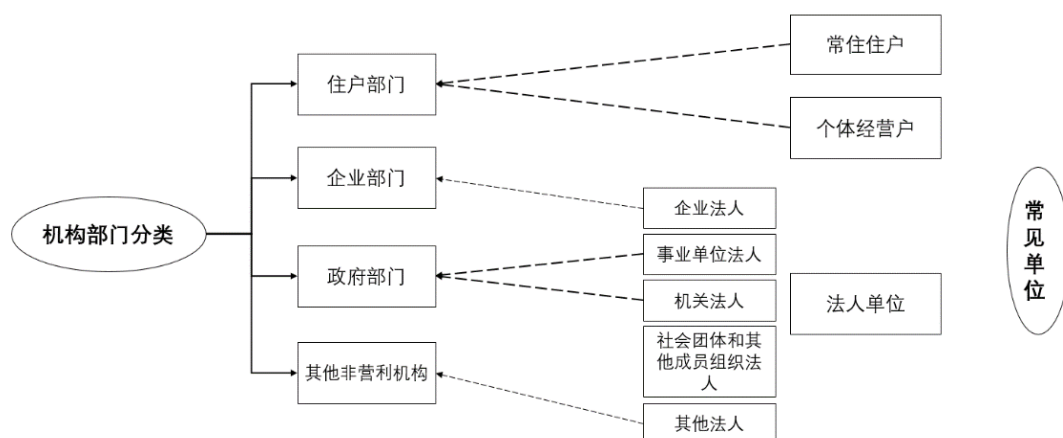 机构部门分类
住户部门
企业部门
政府部门
其他非营利机构
企业法人
事业单位法人
机关法人
社会团体和其
他成员组织法
人
其他法人
常住住户
个体经营户
法人单位
常
见
单
位